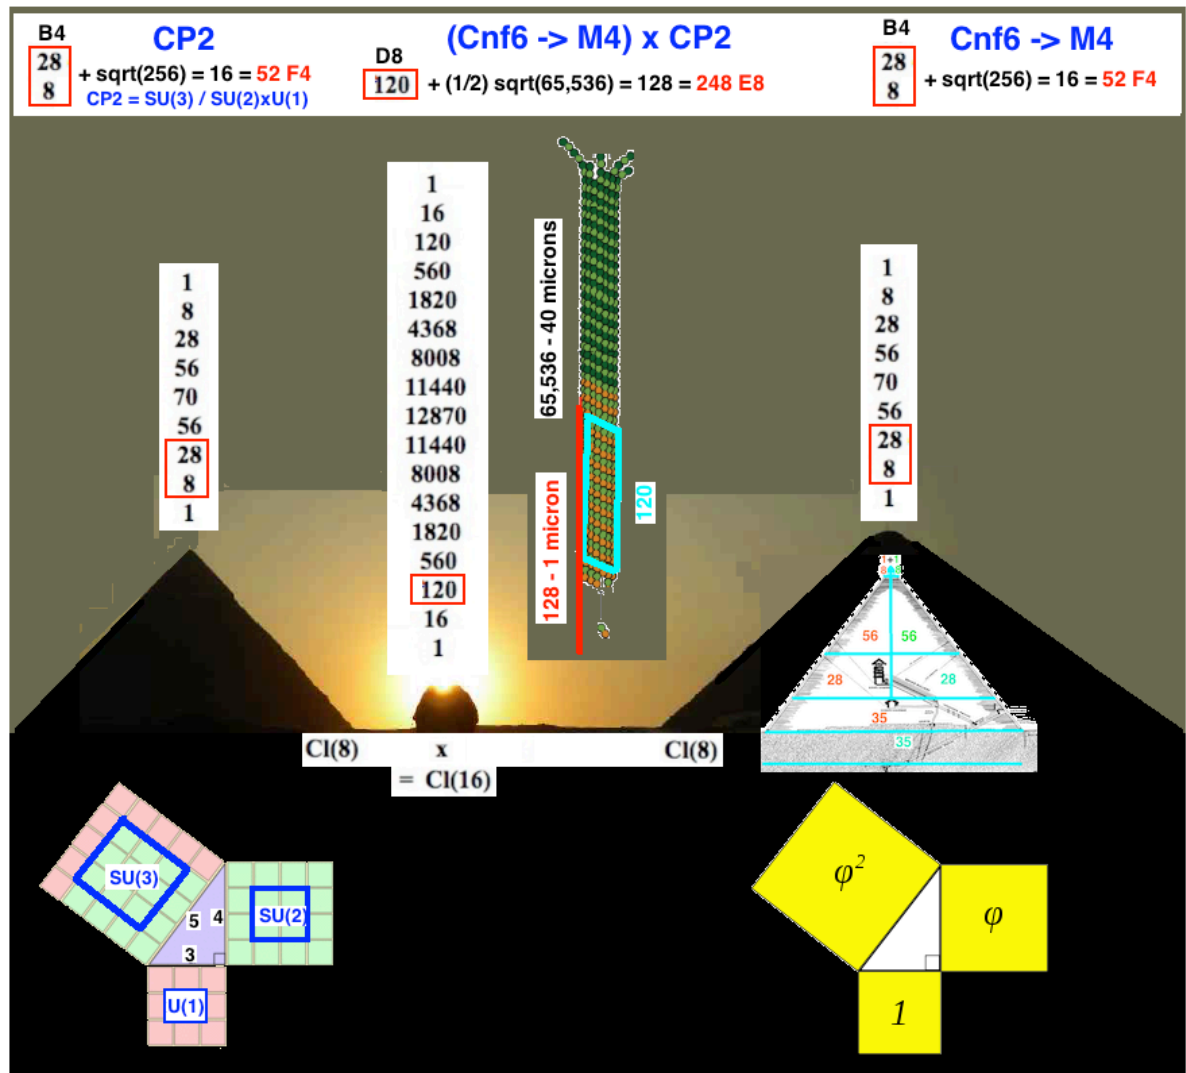 B4
28
8
CP2
+ sqrt(256) = 16 = 52 F4
CP2 = SU(3) / SU(2)xU(1)
(Cnf6 -> M4) x CP2
D8
120
+ (1/2) sqrt(65,536) = 128 = 248 E8
B4
28
8
Cnf6 -> M4
+ sqrt(256) = 16 = 52 F4
1
8
28
56
70
56
28
8
1
1
16
120
560
1820
4368
8008
11440
12870
11440
8008
4368
1820
560
120
16
1
65,536 - 40 microns
128 - 1 micron
120
1
8
28
56
70
56
28
8
1
1+1
8 8
56 56
28 28
35
35
Cl(8) x Cl(8)
= Cl(16)
SU(3)
5 4
3
SU(2)
U(1)
φ²
φ
1